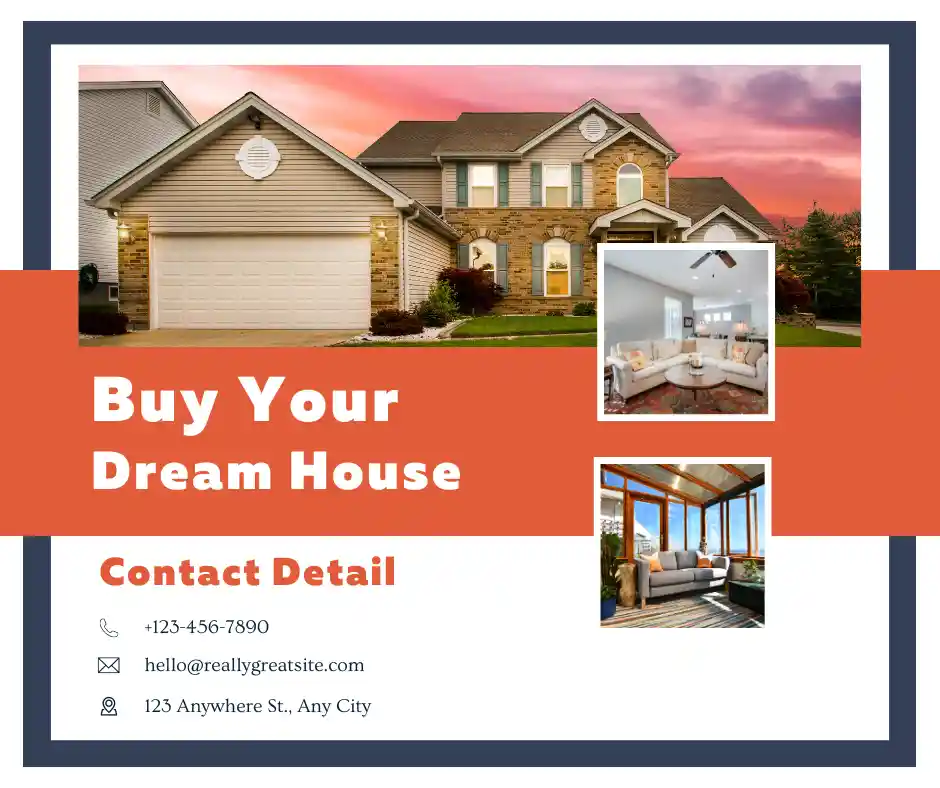 Buy Your
Dream House
Contact Detail
+123-456-7890
hello@reallygreatsite.com
123 Anywhere St., Any City